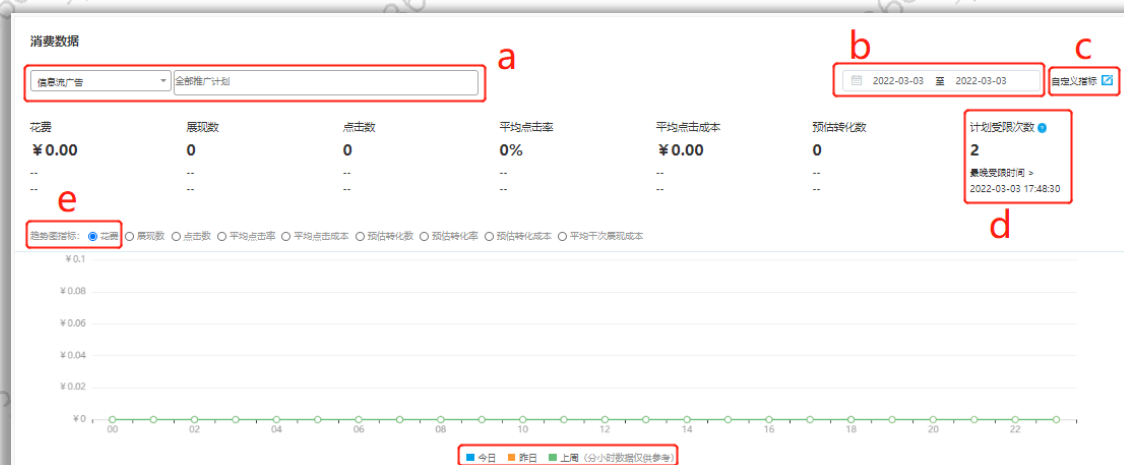 消费数据
a
b
c
信息流广告 全部推广计划
2022-03-03 至 2022-03-03
自定义指标
花费 展现数 点击数 平均点击率 平均点击成本 预估转化数 计划受限次数 ?
¥0.00 0 0 0% ¥0.00 0 2
-- -- -- -- -- -- 最晚受限时间 >
-- -- -- -- -- -- 2022-03-03 17:48:30
e
d
趋势图指标: 花费 展现数 点击数 平均点击率 平均点击成本 预估转化数 预估转化率 预估转化成本 平均千次展现成本
¥0.1
¥0.08
¥0.06
¥0.04
¥0.02
¥0
00 02 04 06 08 10 12 14 16 18 20 22
今日 昨日 上周 (分小时数据仅供参考)